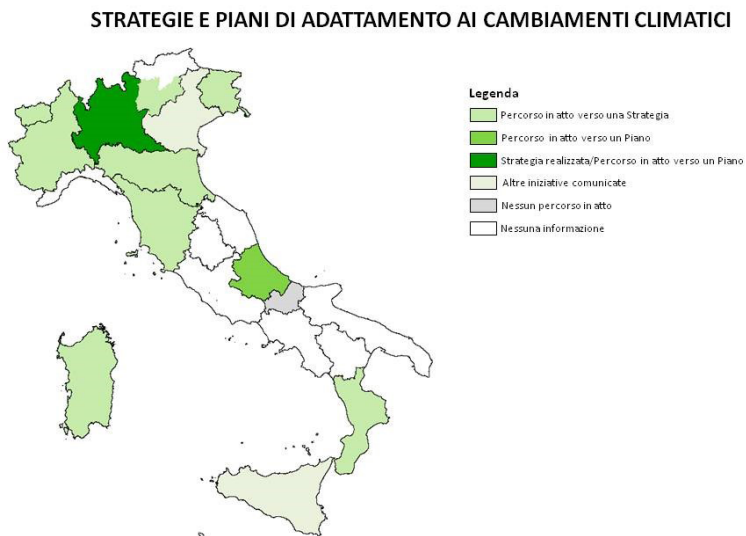 STRATEGIE E PIANI DI ADATTAMENTO AI CAMBIAMENTI CLIMATICI
Legenda
Percorso in atto verso una Strategia
Percorso in atto verso un Piano
Strategia realizzata/Percorso in atto verso un Piano
Altre iniziative comunicate
Nessun percorso in atto
Nessuna informazione